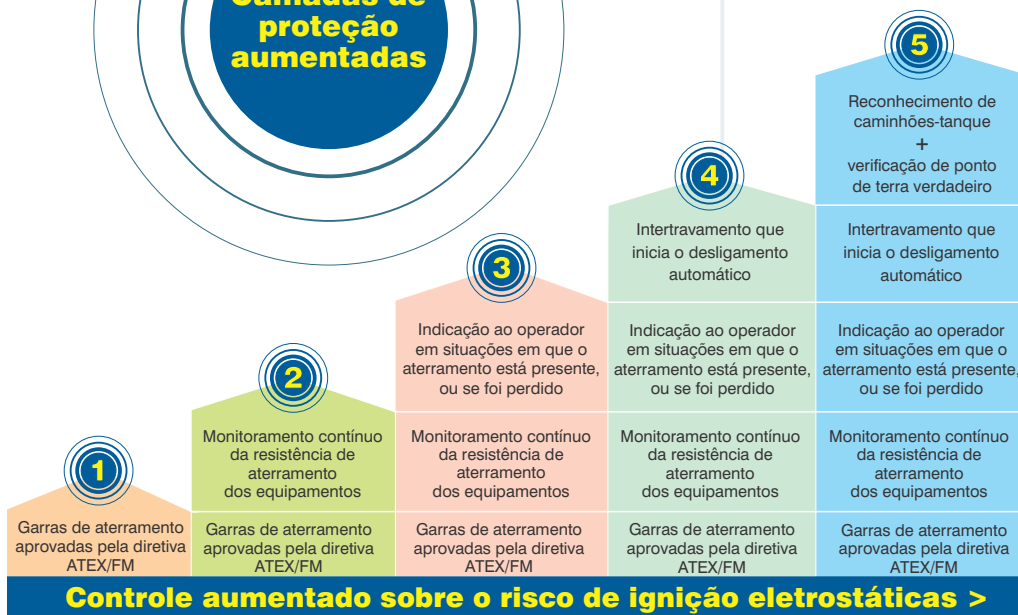 Camadas de
proteção
aumentadas
5
Reconhecimento de
caminhões-tanque
+
verificação de ponto
de terra verdadeiro
Intertravamento que
inicia o desligamento
automático
Indicação ao operador
em situações em que o
aterramento está presente,
ou se foi perdido
Monitoramento contínuo
da resistência de
aterramento
dos equipamentos
Garras de aterramento
aprovadas pela diretiva
ATEX/FM
4
Intertravamento que
inicia o desligamento
automático
Indicação ao operador
em situações em que o
aterramento está presente,
ou se foi perdido
Monitoramento contínuo
da resistência de
aterramento
dos equipamentos
Garras de aterramento
aprovadas pela diretiva
ATEX/FM
3
Indicação ao operador
em situações em que o
aterramento está presente,
ou se foi perdido
Monitoramento contínuo
da resistência de
aterramento
dos equipamentos
Garras de aterramento
aprovadas pela diretiva
ATEX/FM
2
Monitoramento contínuo
da resistência de
aterramento
dos equipamentos
Garras de aterramento
aprovadas pela diretiva
ATEX/FM
1
Garras de aterramento
aprovadas pela diretiva
ATEX/FM
Controle aumentado sobre o risco de ignição eletrostáticas >